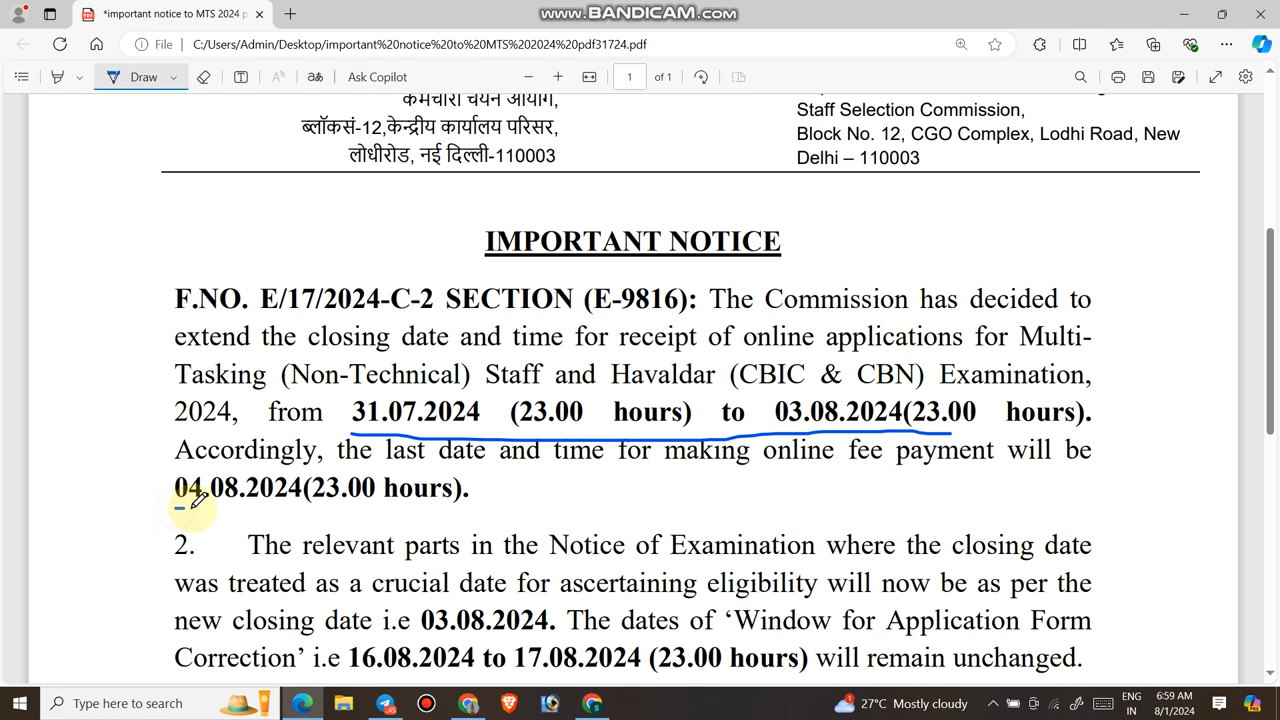 *important notice to MTS 2024 p
www.BANDICAM.com
File
C:/Users/Admin/Desktop/important%20notice%20to%20MTS%202024%20pdf31724.pdf
Draw
Ask Copilot
1 of 1
कर्मचारी चयन आयोग,
ब्लॉकसं-12,केन्द्रीय कार्यालय परिसर,
लोधीरोड, नई दिल्ली-110003
Staff Selection Commission,
Block No. 12, CGO Complex, Lodhi Road, New
Delhi – 110003
IMPORTANT NOTICE
F.NO. E/17/2024-C-2 SECTION (E-9816): The Commission has decided to
extend the closing date and time for receipt of online applications for Multi-
Tasking (Non-Technical) Staff and Havaldar (CBIC & CBN) Examination,
2024, from 31.07.2024 (23.00 hours) to 03.08.2024(23.00 hours).
Accordingly, the last date and time for making online fee payment will be
04.08.2024(23.00 hours).
2. The relevant parts in the Notice of Examination where the closing date
was treated as a crucial date for ascertaining eligibility will now be as per the
new closing date i.e 03.08.2024. The dates of ‘Window for Application Form
Correction’ i.e 16.08.2024 to 17.08.2024 (23.00 hours) will remain unchanged.
Type here to search
27°C Mostly cloudy
ENG
IN
6:59 AM
8/1/2024